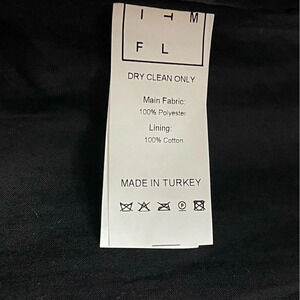 I T M
F L
DRY CLEAN ONLY
Main Fabric:
100% Polyester
Lining:
100% Cotton
MADE IN TURKEY